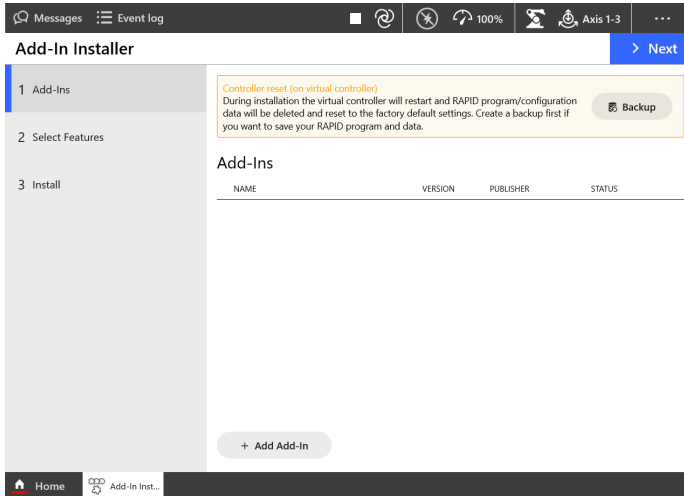 Messages
Event log
100%
Axis 1-3
...
Add-In Installer
> Next
1 Add-Ins
2 Select Features
3 Install
Controller reset (on virtual controller)
During installation the virtual controller will restart and RAPID program/configuration
data will be deleted and reset to the factory default settings. Create a backup first if
you want to save your RAPID program and data.
Backup
Add-Ins
NAME VERSION PUBLISHER STATUS
+ Add Add-In
Home
Add-In Inst...